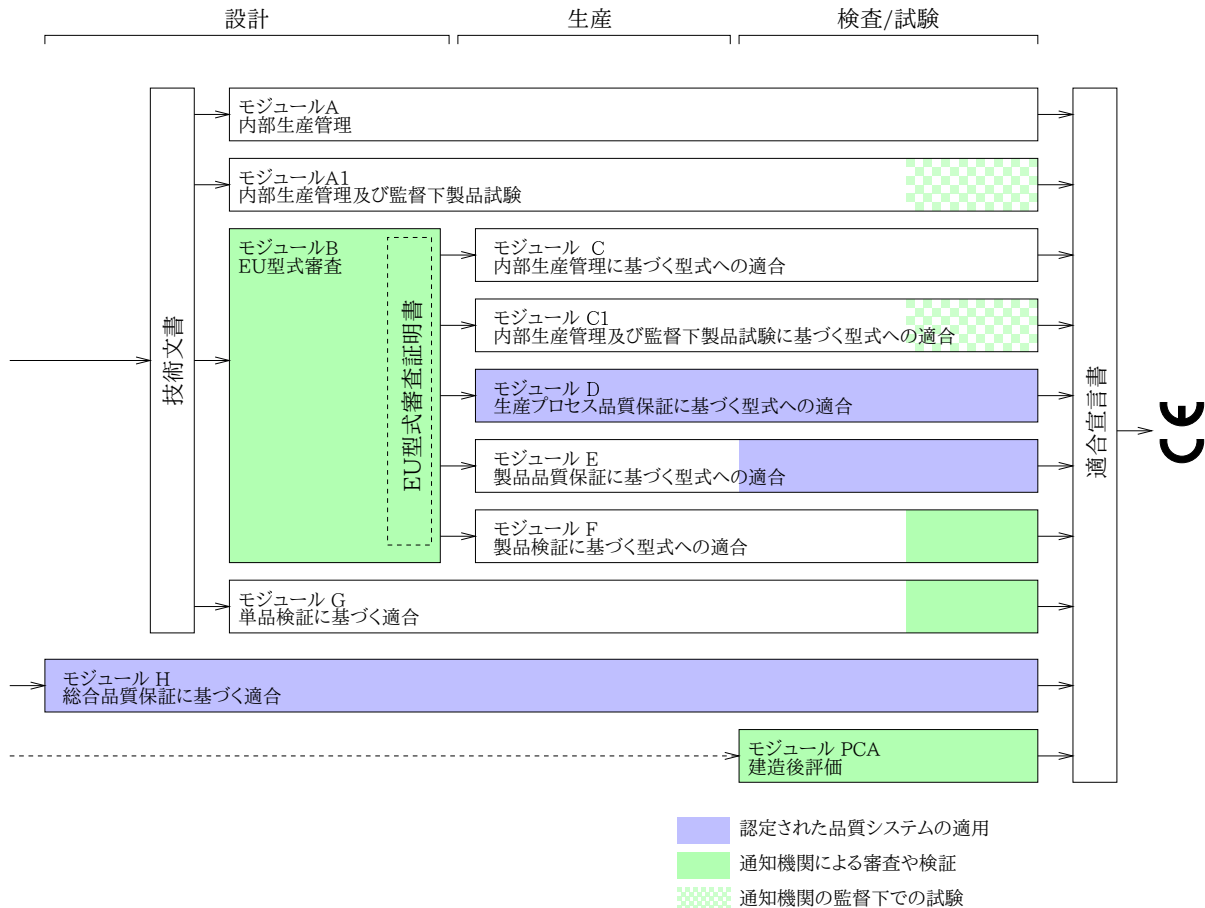 設計
生産
検査/試験
モジュールA
内部生産管理
モジュールA1
内部生産管理及び監督下製品試験
モジュールB
EU型式審査
EU型式審査証明書
モジュール C
内部生産管理に基づく型式への適合
モジュール C1
内部生産管理及び監督下製品試験に基づく型式への適合
技術文書
モジュール D
生産プロセス品質保証に基づく型式への適合
適合宣言書
CE
モジュール E
製品品質保証に基づく型式への適合
モジュール F
製品検証に基づく型式への適合
モジュール G
単品検証に基づく適合
モジュール H
総合品質保証に基づく適合
モジュール PCA
建造後評価
認定された品質システムの適用
通知機関による審査や検証
通知機関の監督下での試験